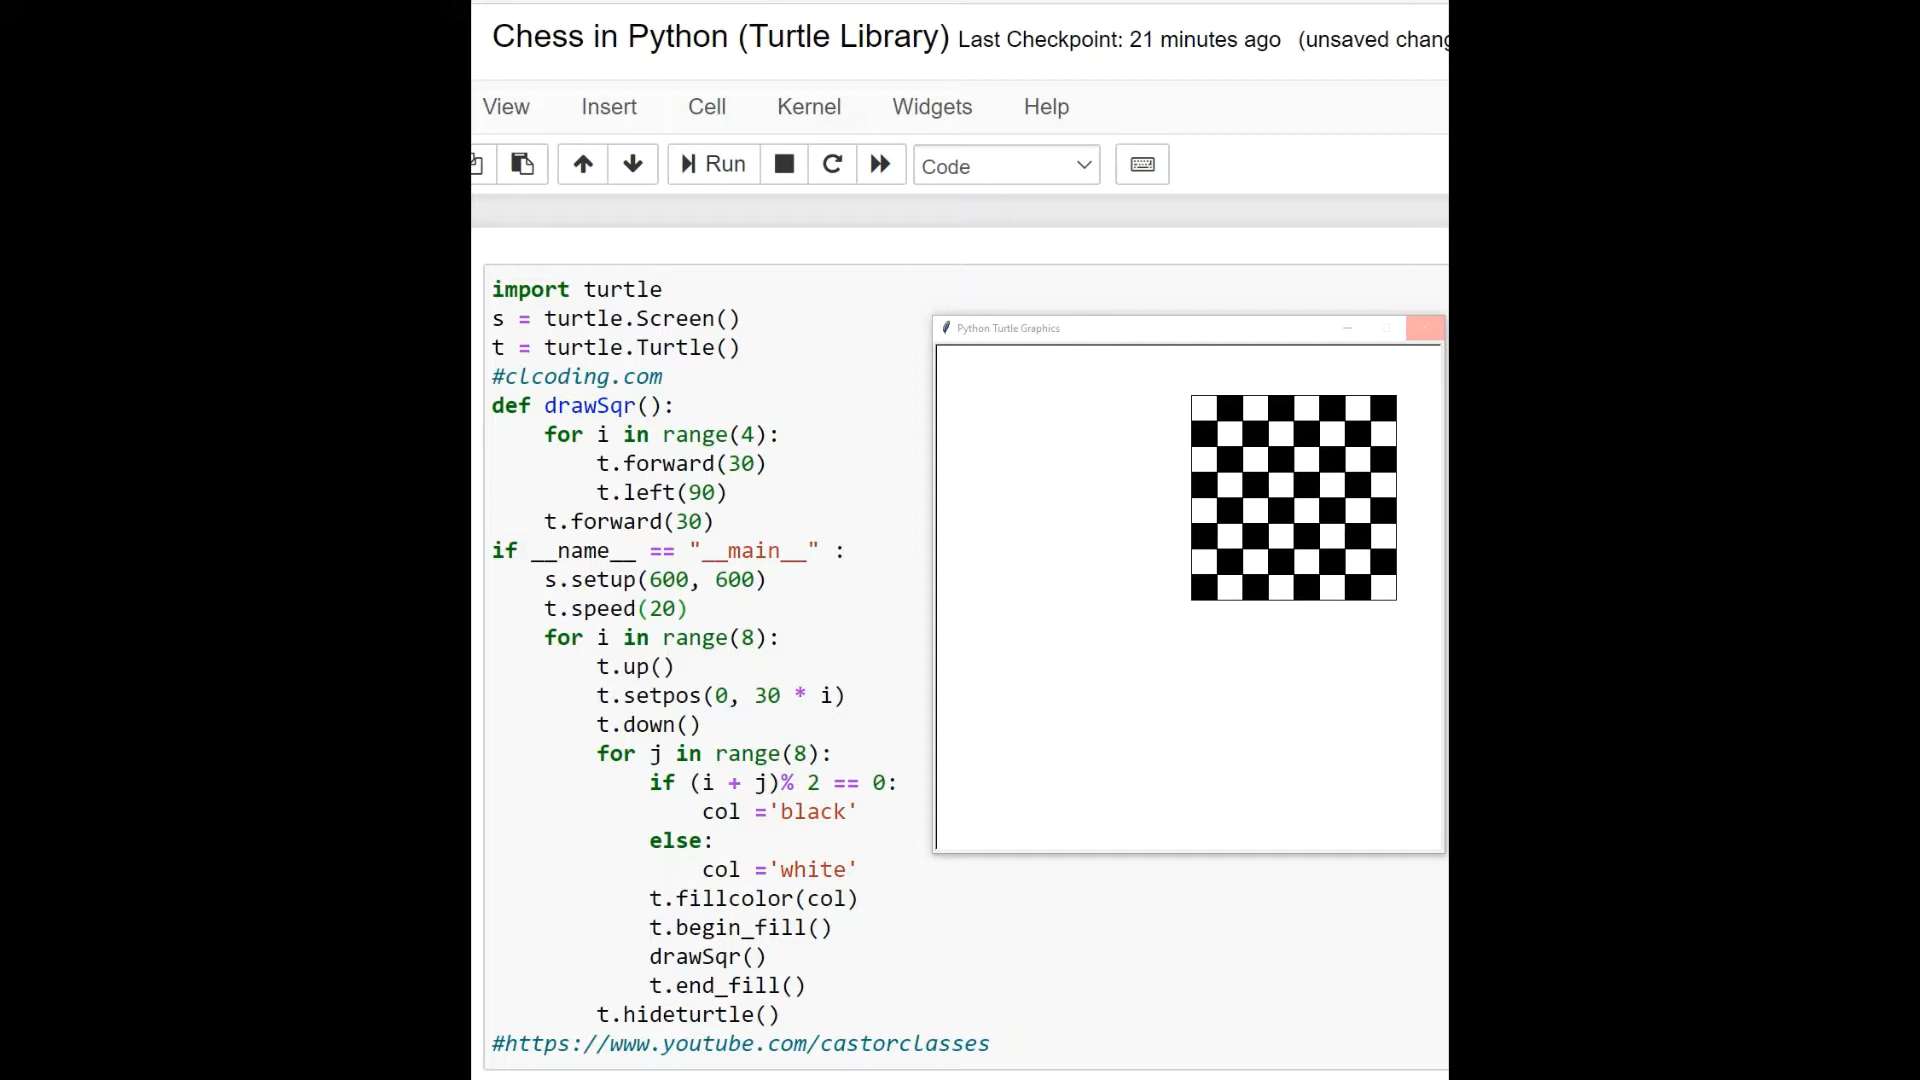 Chess in Python (Turtle Library) Last Checkpoint: 21 minutes ago (unsaved chang
View Insert Cell Kernel Widgets Help
Run Code
import turtle
s = turtle.Screen()
t = turtle.Turtle()
#clcoding.com
def drawSqr():
    for i in range(4):
        t.forward(30)
        t.left(90)
    t.forward(30)
if __name__ == "__main__" :
    s.setup(600, 600)
    t.speed(20)
    for i in range(8):
        t.up()
        t.setpos(0, 30 * i)
        t.down()
        for j in range(8):
            if (i + j)% 2 == 0:
                col ='black'
            else:
                col ='white'
            t.fillcolor(col)
            t.begin_fill()
            drawSqr()
            t.end_fill()
        t.hideturtle()
#https://www.youtube.com/castorclasses
Python Turtle Graphics